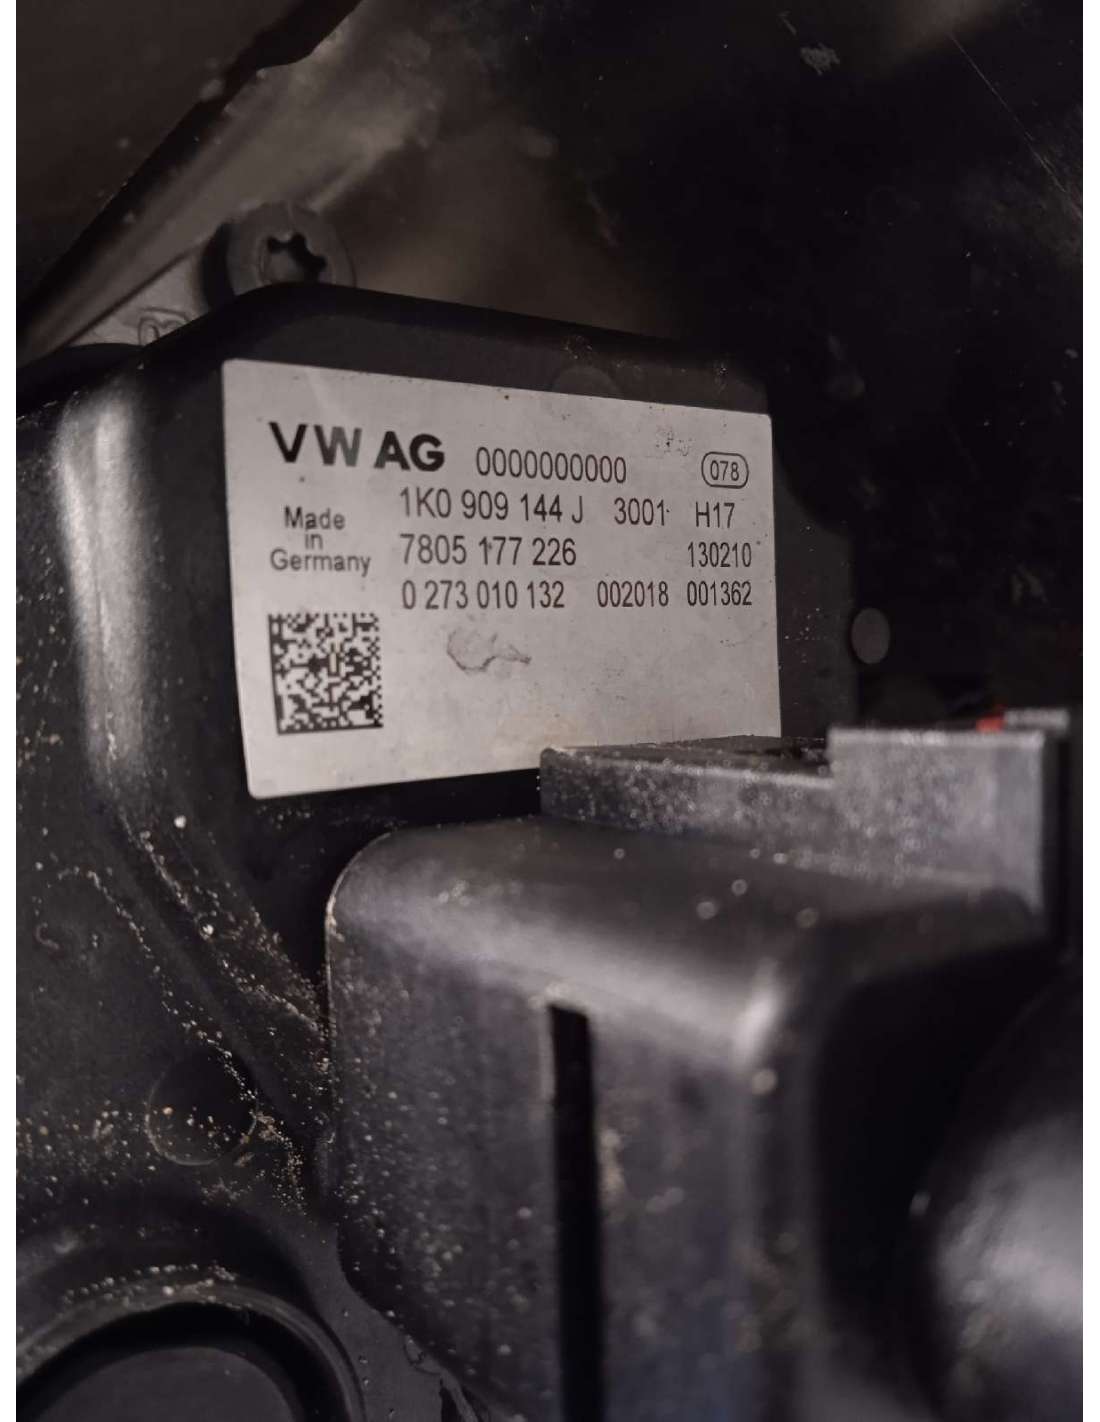 VW AG 0000000000 078
1K0 909 144 J 3001 H17
Made
in
Germany
7805 177 226 130210
0 273 010 132 002018 001362